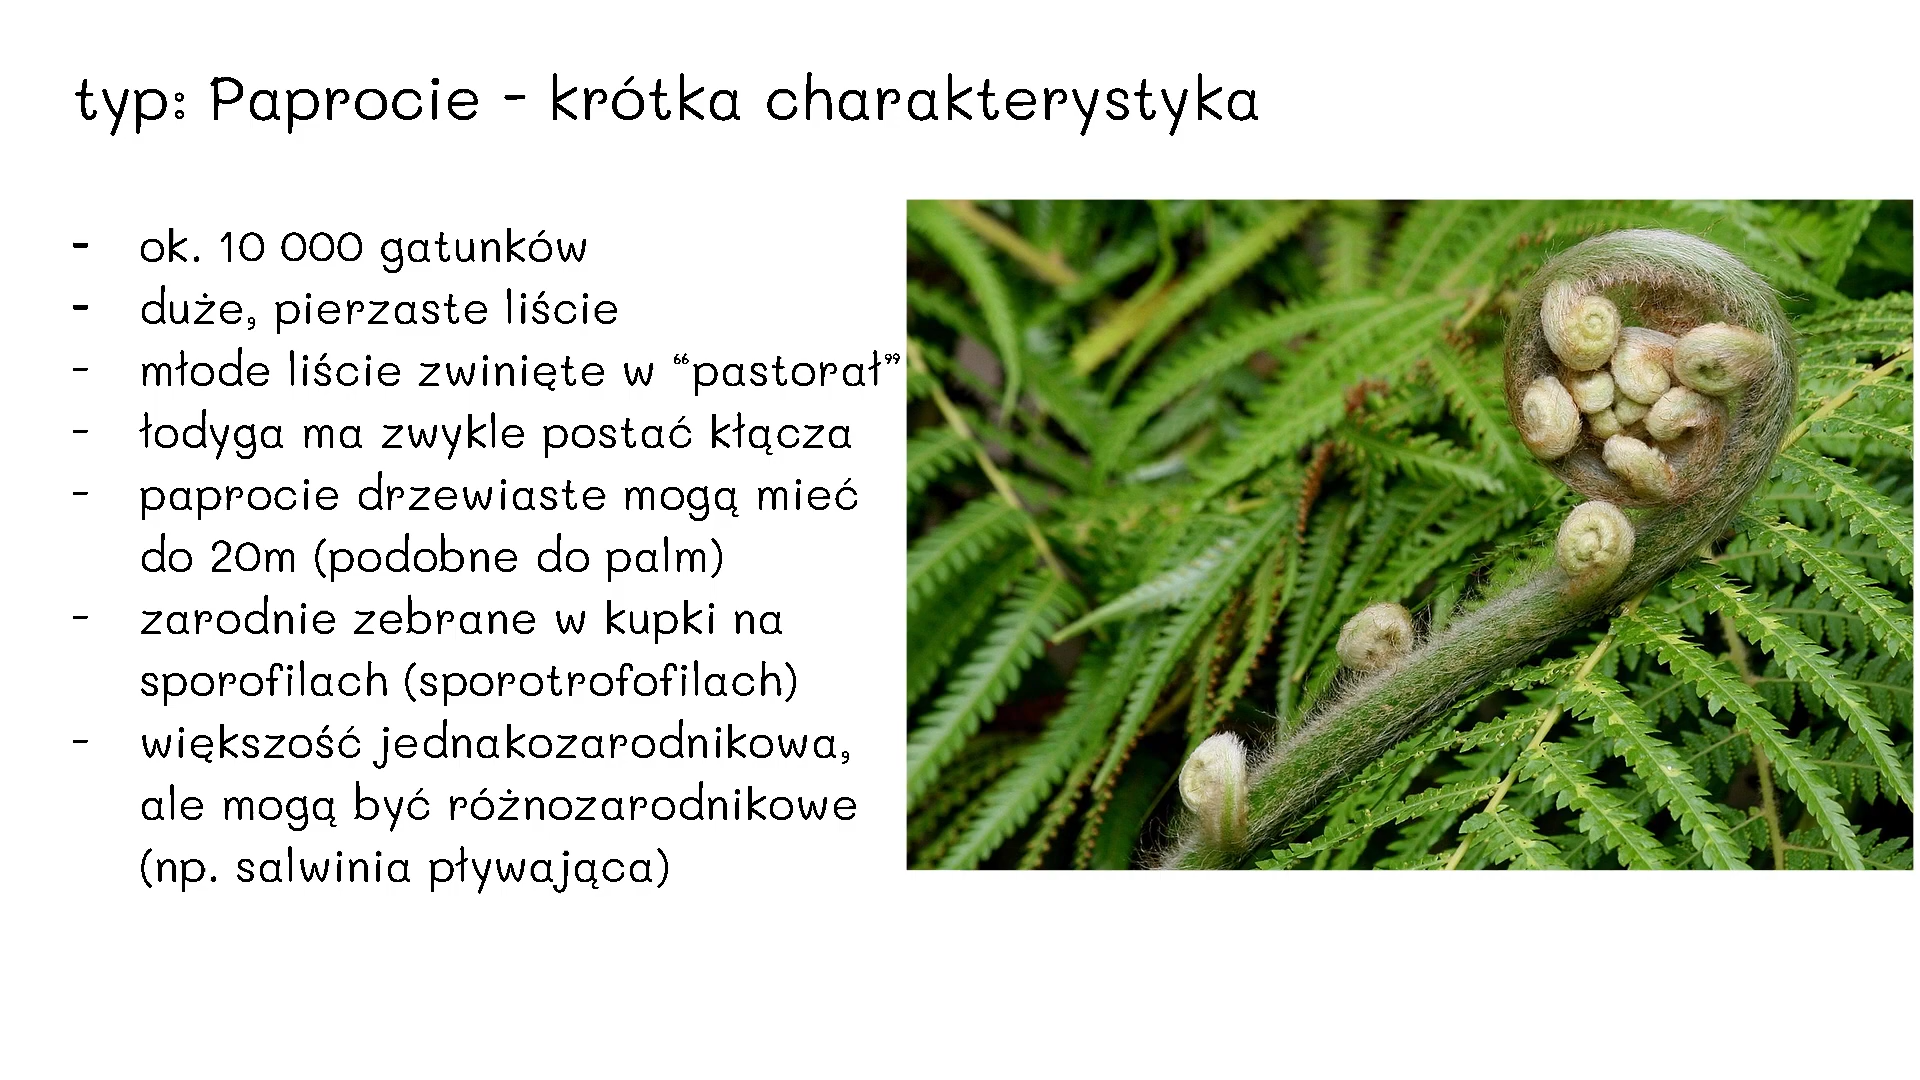 typ: Paprocie - krótka charakterystyka
- ok. 10 000 gatunków
- duże, pierzaste liście
- młode liście zwinięte w “pastorał”
- łodyga ma zwykle postać kłącza
- paprocie drzewiaste mogą mieć
do 20m (podobne do palm)
- zarodnie zebrane w kupki na
sporofilach (sporotrofofilach)
- większość jednakozarodnikowa,
ale mogą być różnozarodnikowe
(np. salwinia pływająca)